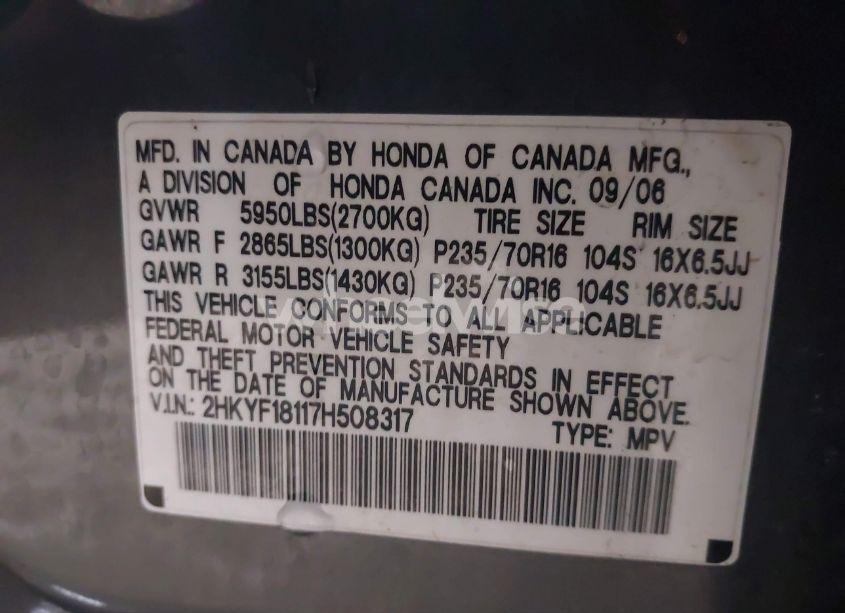 MFD. IN CANADA BY HONDA OF CANADA MFG.,
A DIVISION OF HONDA CANADA INC. 09/06
GVWR 5950LBS(2700KG) TIRE SIZE RIM SIZE
GAWR F 2865LBS(1300KG) P235/70R16 104S 16X6.5JJ
GAWR R 3155LBS(1430KG) P235/70R16 104S 16X6.5JJ
THIS VEHICLE CONFORMS TO ALL APPLICABLE
FEDERAL MOTOR VEHICLE SAFETY
AND THEFT PREVENTION STANDARDS IN EFFECT
ON THE DATE OF MANUFACTURE SHOWN ABOVE.
V.I.N.: 2HKYF18117H508317 TYPE: MPV